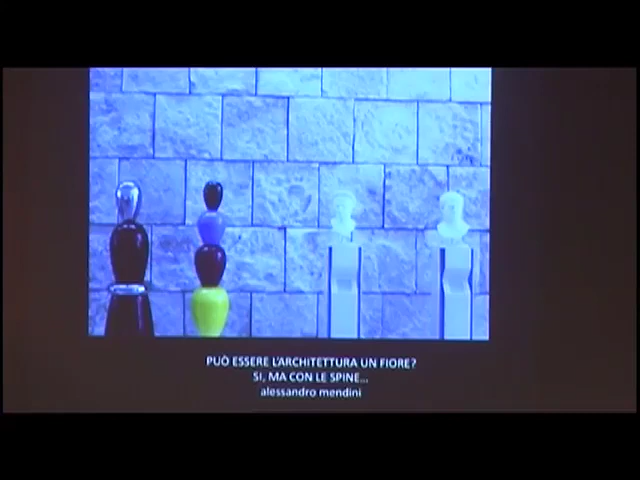 PUÒ ESSERE L'ARCHITETTURA UN FIORE?
SI, MA CON LE SPINE...
alessandro mendini